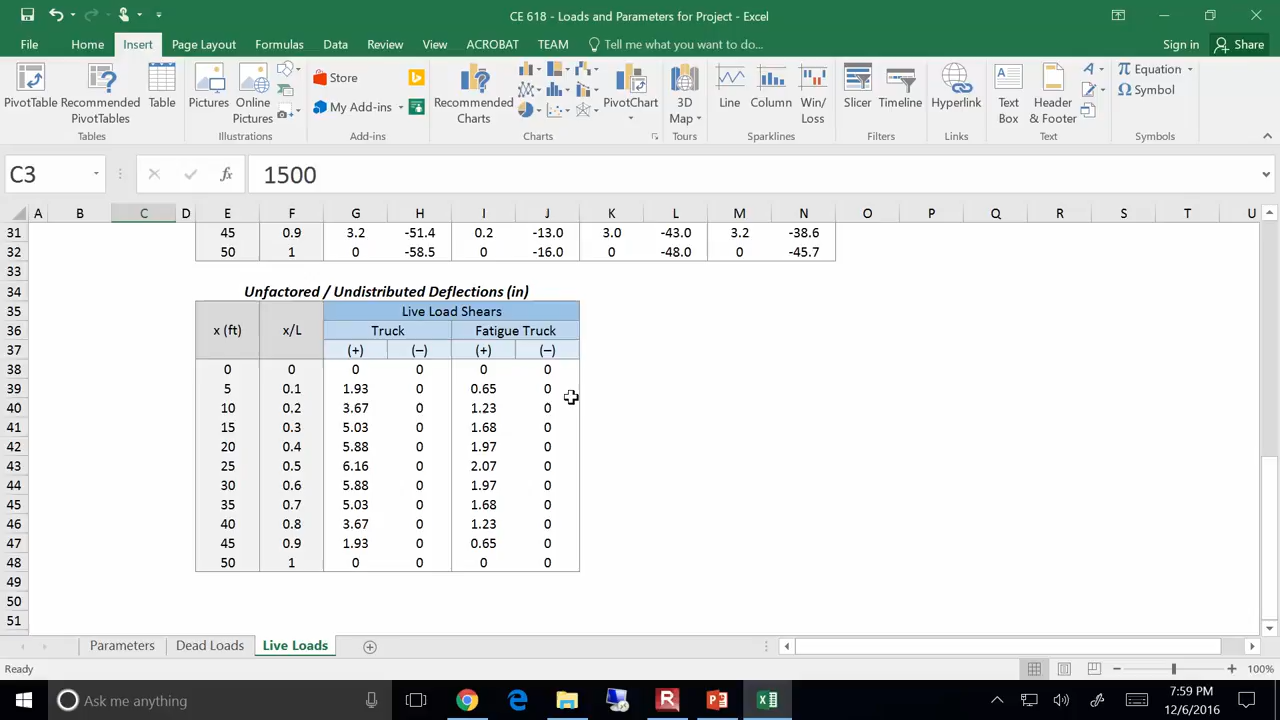 CE 618 - Loads and Parameters for Project - Excel
File Home Insert Page Layout Formulas Data Review View ACROBAT TEAM Tell me what you want to do... Sign in Share
PivotTable Recommended PivotTables Table Pictures Online Pictures Store My Add-ins Recommended Charts PivotChart 3D Map Line Column Win/Loss Slicer Timeline Hyperlink Text Box Header & Footer Equation Symbol
Tables Illustrations Add-ins Charts Tours Sparklines Filters Links Text Symbols
C3 fx 1500
A B C D E F G H I J K L M N O P Q R S T U
31 45 0.9 3.2 -51.4 0.2 -13.0 3.0 -43.0 3.2 -38.6
32 50 1 0 -58.5 0 -16.0 0 -48.0 0 -45.7
33
34 Unfactored / Undistributed Deflections (in)
35 Live Load Shears
36 x (ft) x/L Truck Fatigue Truck
37 (+) (–) (+) (–)
38 0 0 0 0 0 0
39 5 0.1 1.93 0 0.65 0
40 10 0.2 3.67 0 1.23 0
41 15 0.3 5.03 0 1.68 0
42 20 0.4 5.88 0 1.97 0
43 25 0.5 6.16 0 2.07 0
44 30 0.6 5.88 0 1.97 0
45 35 0.7 5.03 0 1.68 0
46 40 0.8 3.67 0 1.23 0
47 45 0.9 1.93 0 0.65 0
48 50 1 0 0 0 0
49
50
51
Parameters Dead Loads Live Loads
Ready 100%
Ask me anything 7:59 PM
12/6/2016